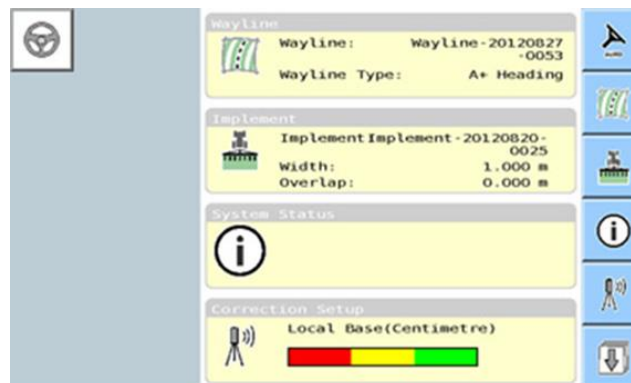 Wayline
Wayline: Wayline-20120827
-0053
Wayline Type: A+ Heading
Implement
Implement Implement-20120820-
0025
Width: 1.000 m
Overlap: 0.000 m
System Status
Correction Setup
Local Base(Centimetre)
AUTO